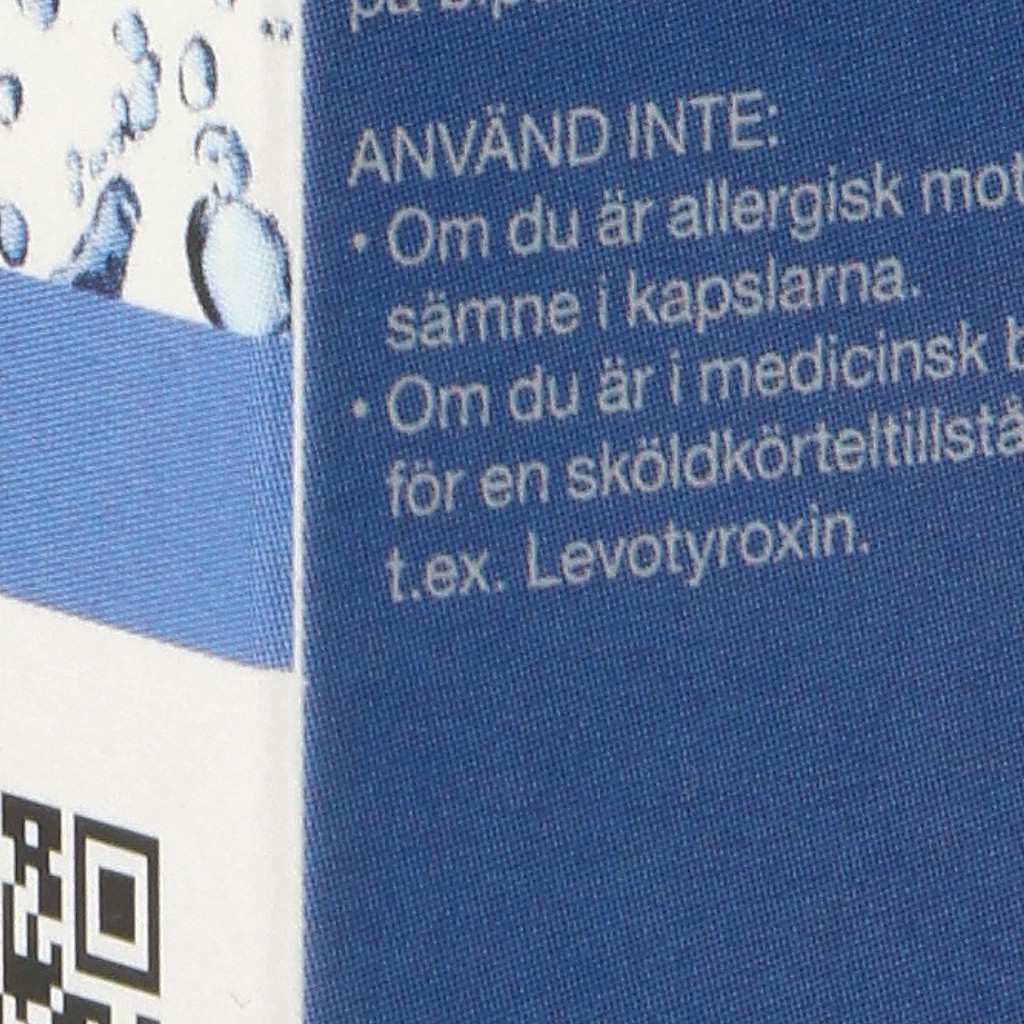 ANVÄND INTE:
• Om du är allergisk mot
sämne i kapslarna.
• Om du är i medicinsk
för en sköldkörteltillstå
t.ex. Levotyroxin.